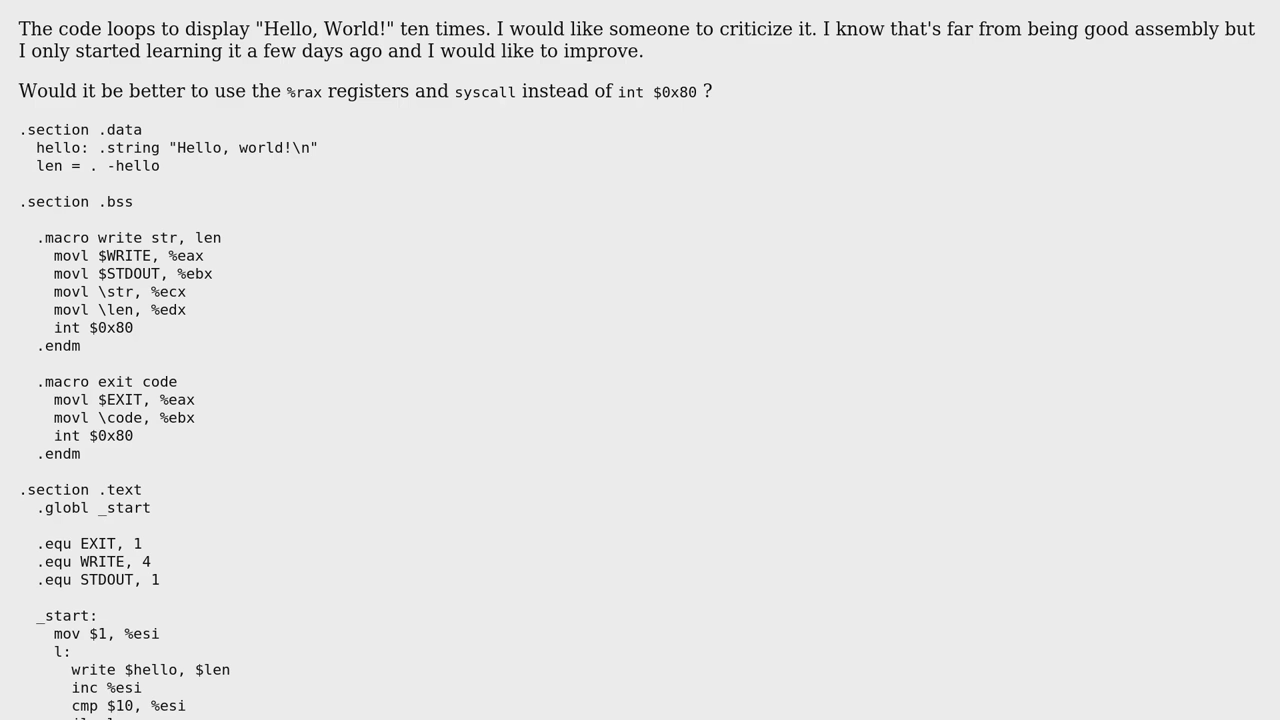 The code loops to display "Hello, World!" ten times. I would like someone to criticize it. I know that's far from being good assembly but
I only started learning it a few days ago and I would like to improve.
Would it be better to use the %rax registers and syscall instead of int $0x80 ?
.section .data
hello: .string "Hello, world!\n"
len = . -hello
.section .bss
.macro write str, len
movl $WRITE, %eax
movl $STDOUT, %ebx
movl \str, %ecx
movl \len, %edx
int $0x80
.endm
.macro exit code
movl $EXIT, %eax
movl \code, %ebx
int $0x80
.endm
.section .text
.globl _start
.equ EXIT, 1
.equ WRITE, 4
.equ STDOUT, 1
_start:
mov $1, %esi
l:
write $hello, $len
inc %esi
cmp $10, %esi